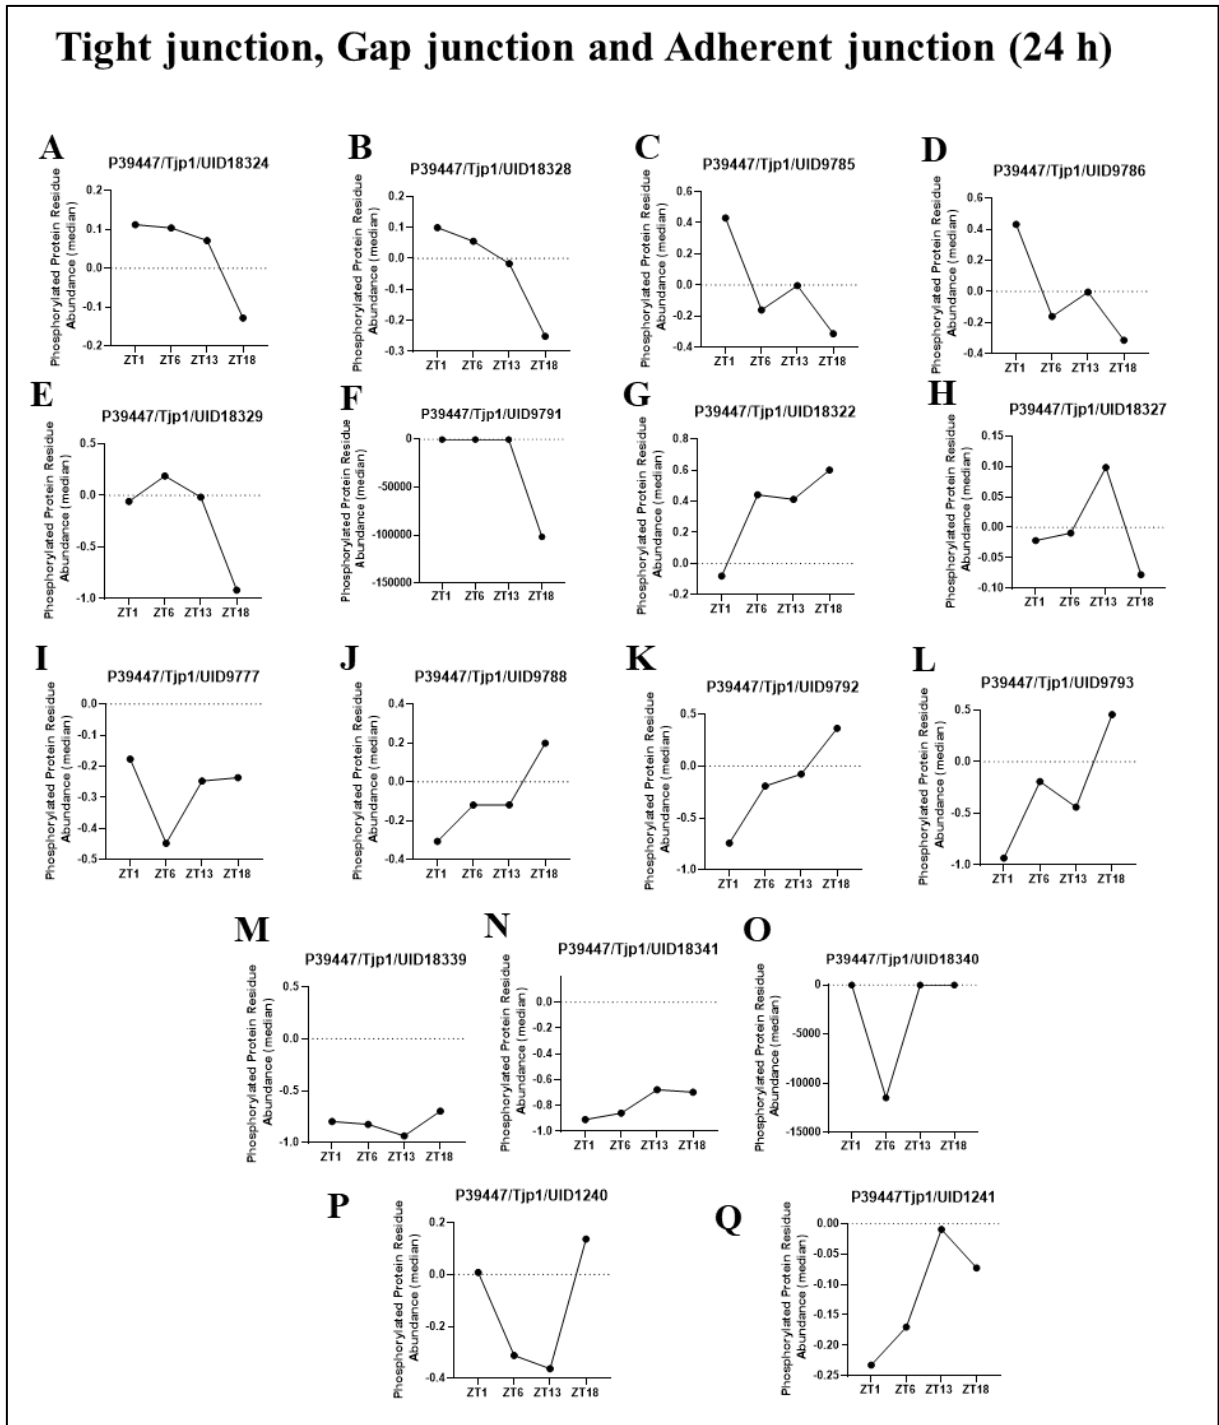 Tight junction, Gap junction and Adherent junction (24 h)
A
P39447/Tjp1/UID18324
Phosphorylated Protein Residue
Abundance (median)
0.2
0.1
0.0
-0.1
-0.2
ZT1 ZT6 ZT13 ZT18
B
P39447/Tjp1/UID18328
Phosphorylated Protein Residue
Abundance (median)
0.2
0.1
0.0
-0.1
-0.2
-0.3
ZT1 ZT6 ZT13 ZT18
C
P39447/Tjp1/UID9785
Phosphorylated Protein Residue
Abundance (median)
0.6
0.4
0.2
0.0
-0.2
-0.4
ZT1 ZT6 ZT13 ZT18
D
P39447/Tjp1/UID9786
Phosphorylated Protein Residue
Abundance (median)
0.6
0.4
0.2
0.0
-0.2
-0.4
ZT1 ZT6 ZT13 ZT18
E
P39447/Tjp1/UID18329
Phosphorylated Protein Residue
Abundance (median)
0.5
0.0
-0.5
-1.0
ZT1 ZT6 ZT13 ZT18
F
P39447/Tjp1/UID9791
Phosphorylated Protein Residue
Abundance (median)
0
-50000
-100000
-150000
ZT1 ZT6 ZT13 ZT18
G
P39447/Tjp1/UID18322
Phosphorylated Protein Residue
Abundance (median)
0.8
0.6
0.4
0.2
0.0
-0.2
ZT1 ZT6 ZT13 ZT18
H
P39447/Tjp1/UID18327
Phosphorylated Protein Residue
Abundance (median)
0.15
0.10
0.05
0.00
-0.05
-0.10
ZT1 ZT6 ZT13 ZT18
I
P39447/Tjp1/UID9777
Phosphorylated Protein Residue
Abundance (median)
0.0
-0.1
-0.2
-0.3
-0.4
-0.5
ZT1 ZT6 ZT13 ZT18
J
P39447/Tjp1/UID9788
Phosphorylated Protein Residue
Abundance (median)
0.4
0.2
0.0
-0.2
-0.4
ZT1 ZT6 ZT13 ZT18
K
P39447/Tjp1/UID9792
Phosphorylated Protein Residue
Abundance (median)
0.5
0.0
-0.5
-1.0
ZT1 ZT6 ZT13 ZT18
L
P39447/Tjp1/UID9793
Phosphorylated Protein Residue
Abundance (median)
0.5
0.0
-0.5
-1.0
ZT1 ZT6 ZT13 ZT18
M
P39447/Tjp1/UID18339
Phosphorylated Protein Residue
Abundance (median)
0.5
0.0
-0.5
-1.0
ZT1 ZT6 ZT13 ZT18
N
P39447/Tjp1/UID18341
Phosphorylated Protein Residue
Abundance (median)
0.0
-0.2
-0.4
-0.6
-0.8
-1.0
ZT1 ZT6 ZT13 ZT18
O
P39447/Tjp1/UID18340
Phosphorylated Protein Residue
Abundance (median)
0
-5000
-10000
-15000
ZT1 ZT6 ZT13 ZT18
P
P39447/Tjp1/UID1240
Phosphorylated Protein Residue
Abundance (median)
0.2
0.0
-0.2
-0.4
ZT1 ZT6 ZT13 ZT18
Q
P39447Tjp1/UID1241
Phosphorylated Protein Residue
Abundance (median)
0.00
-0.05
-0.10
-0.15
-0.20
-0.25
ZT1 ZT6 ZT13 ZT18